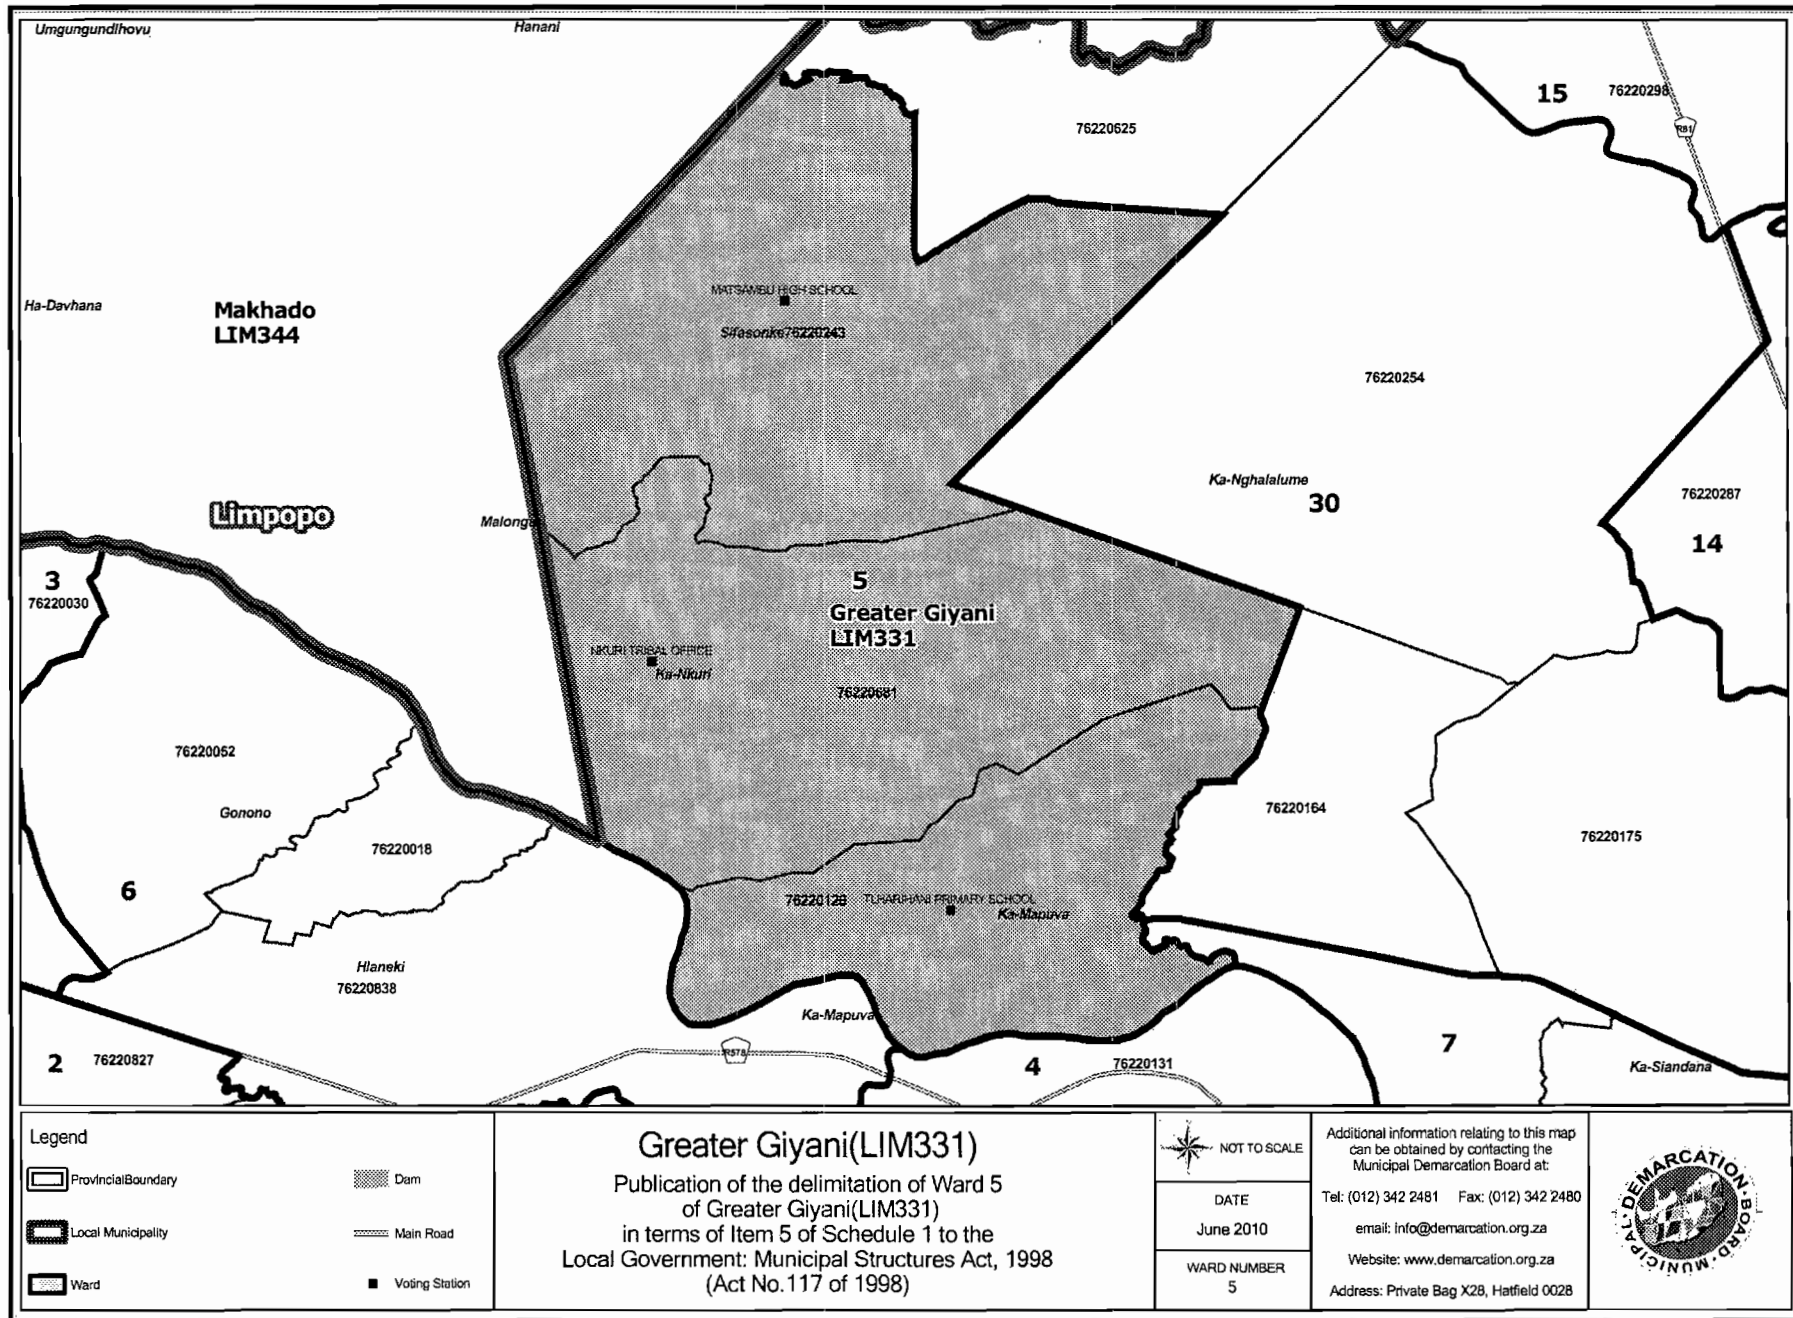 Umgungundlhovu
Hanani
15
76220298
R81
76220625
MATSAMBU HIGH SCHOOL
Sifasonke 76220243
Ha-Davhana
Makhado
LIM344
76220254
Ka-Nghalalume
30
76220287
14
Limpopo
Malonga
3
76220030
5
Greater Giyani
LIM331
NKURI TRIBAL OFFICE
Ka-Nkuri
76220681
76220052
Gonono
76220018
76220164
76220175
6
76220128
TLHARIHANI PRIMARY SCHOOL
Ka-Mapuva
Hlaneki
76220838
Ka-Mapuva
R578
2
76220827
4
76220131
7
Ka-Siandana
Legend
ProvincialBoundary
Local Municipality
Ward
Dam
Main Road
Voting Station
Greater Giyani(LIM331)
Publication of the delimitation of Ward 5
of Greater Giyani(LIM331)
in terms of Item 5 of Schedule 1 to the
Local Government: Municipal Structures Act, 1998
(Act No.117 of 1998)
NOT TO SCALE
DATE
June 2010
WARD NUMBER
5
Additional information relating to this map
can be obtained by contacting the
Municipal Demarcation Board at:
Tel: (012) 342 2481 Fax: (012) 342 2480
email: info@demarcation.org.za
Website: www.demarcation.org.za
Address: Private Bag X28, Hatfield 0028
MUNICIPAL DEMARCATION BOARD